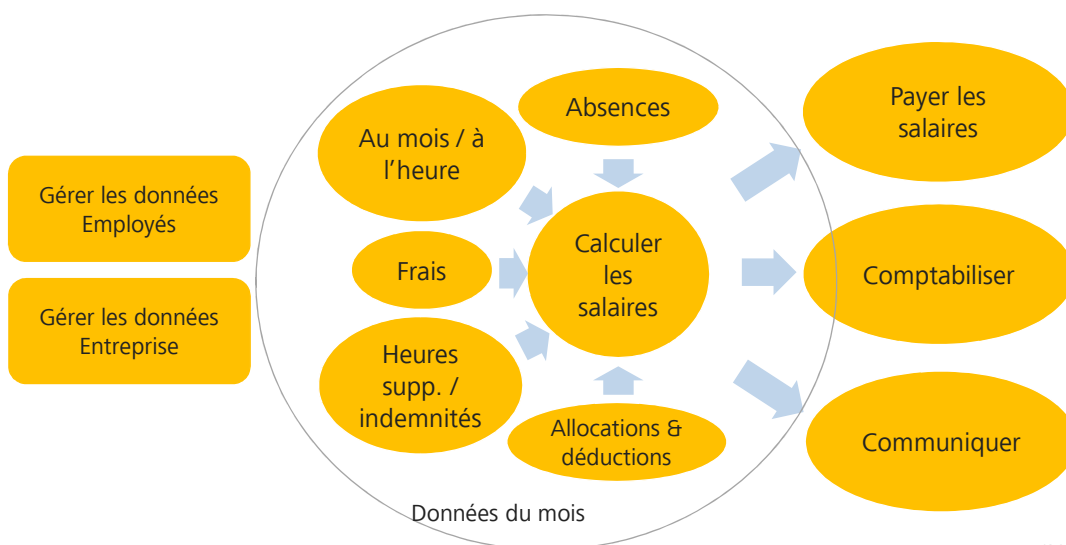 Gérer les données
Employés
Gérer les données
Entreprise
Au mois / à
l'heure
Absences
Frais
Calculer
les
salaires
Heures
supp. /
indemnités
Allocations &
déductions
Données du mois
Payer les
salaires
Comptabiliser
Communiquer